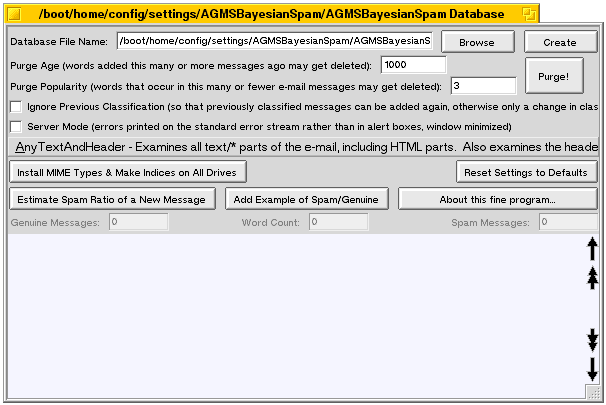 /boot/home/config/settings/AGMSBayesianSpam/AGMSBayesianSpam Database
Database File Name: /boot/home/config/settings/AGMSBayesianSpam/AGMSBayesianS Browse Create
Purge Age (words added this many or more messages ago may get deleted): 1000
Purge Popularity (words that occur in this many or fewer e-mail messages may get deleted): 3 Purge!
Ignore Previous Classification (so that previously classified messages can be added again, otherwise only a change in clas
Server Mode (errors printed on the standard error stream rather than in alert boxes, window minimized)
AnyTextAndHeader - Examines all text/* parts of the e-mail, including HTML parts. Also examines the heade
Install MIME Types & Make Indices on All Drives Reset Settings to Defaults
Estimate Spam Ratio of a New Message Add Example of Spam/Genuine About this fine program...
Genuine Messages: 0 Word Count: 0 Spam Messages: 0